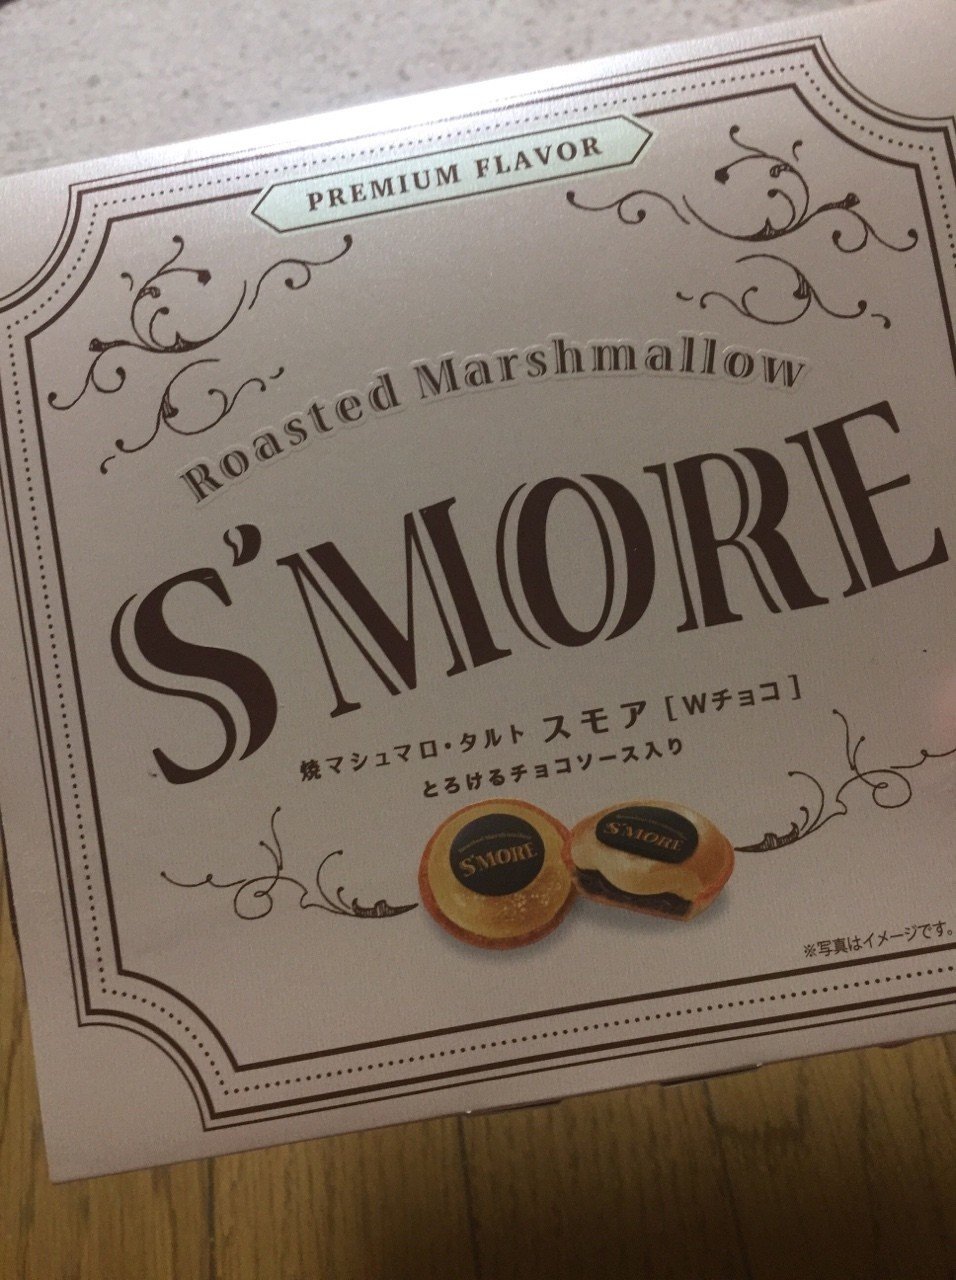 PREMIUM FLAVOR
Roasted Marshmallow
S'MORE
焼マシュマロ・タルト スモア [Wチョコ]
とろけるチョコソース入り
S'MORE
S'MORE
※写真はイメージです。